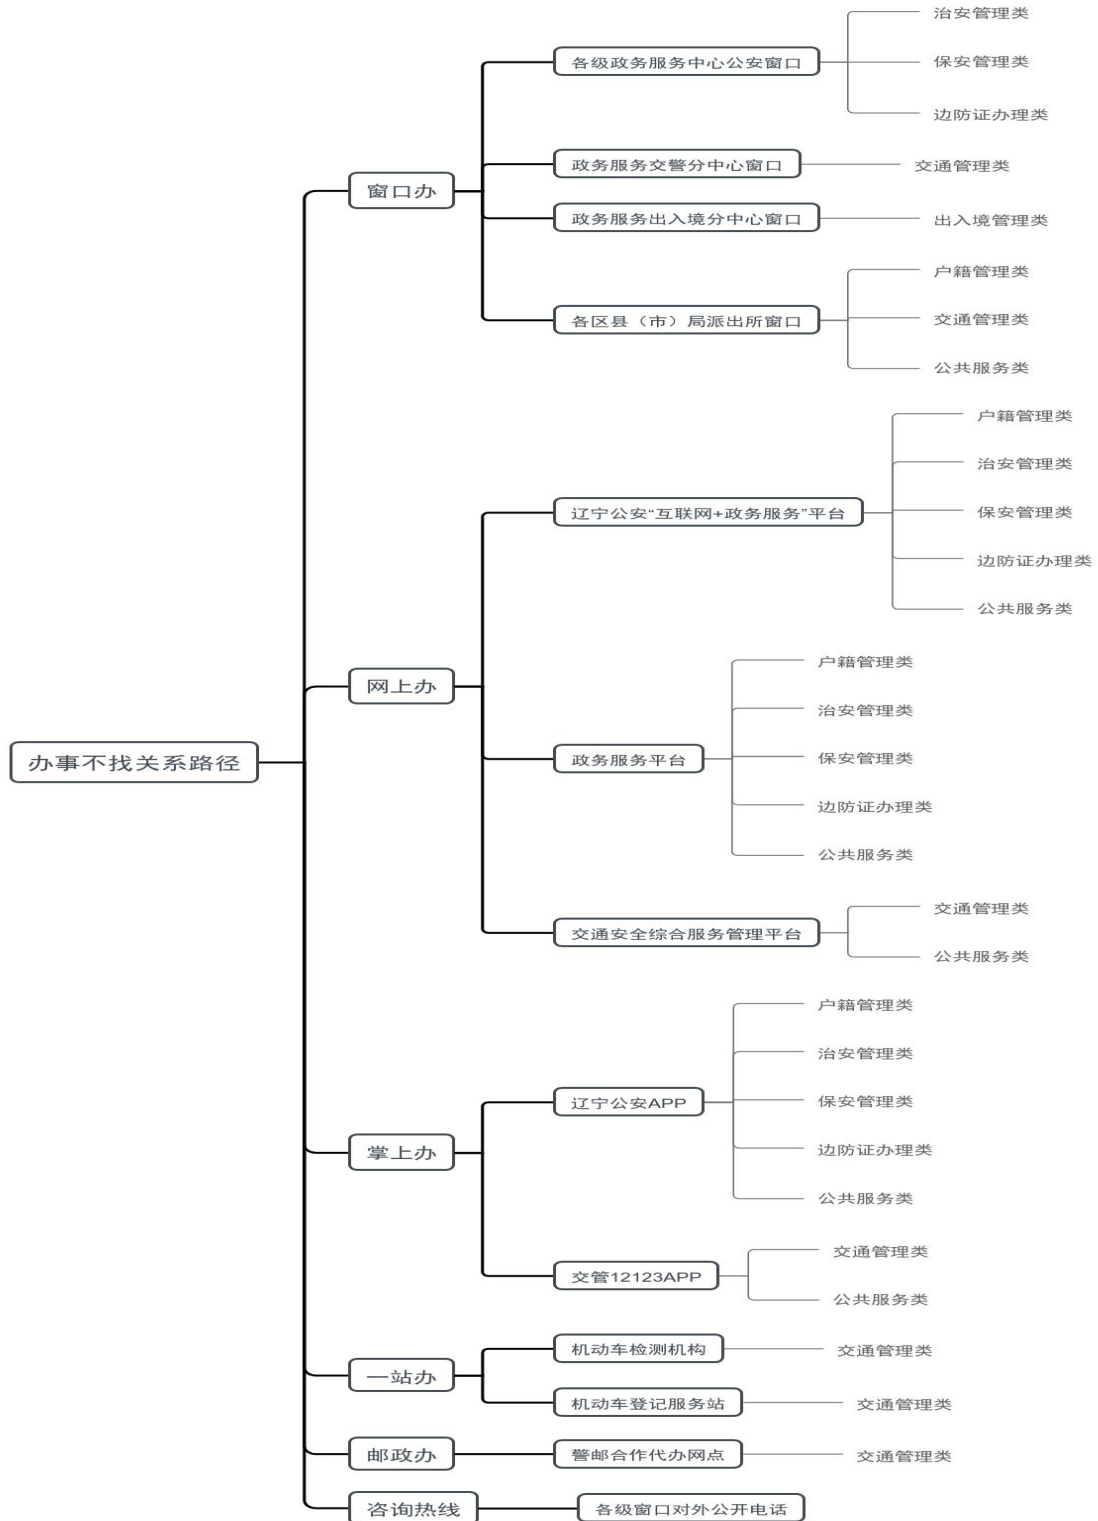 办事不找关系路径
窗口办
各级政务服务中心公安窗口
治安管理类
保安管理类
边防证办理类
政务服务交警分中心窗口
交通管理类
政务服务出入境分中心窗口
出入境管理类
各区县（市）局派出所窗口
户籍管理类
交通管理类
公共服务类
网上办
辽宁公安“互联网+政务服务”平台
户籍管理类
治安管理类
保安管理类
边防证办理类
公共服务类
政务服务平台
户籍管理类
治安管理类
保安管理类
边防证办理类
公共服务类
交通安全综合服务管理平台
交通管理类
公共服务类
掌上办
辽宁公安APP
户籍管理类
治安管理类
保安管理类
边防证办理类
公共服务类
交管12123APP
交通管理类
公共服务类
一站办
机动车检测机构
交通管理类
机动车登记服务站
交通管理类
邮政办
警邮合作代办网点
交通管理类
咨询热线
各级窗口对外公开电话